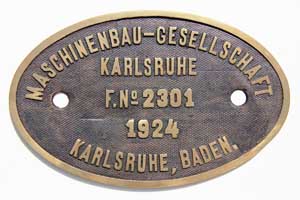 MASCHINENBAU-GESELLSCHAFT
KARLSRUHE
F.No 2301
1924
KARLSRUHE, BADEN.